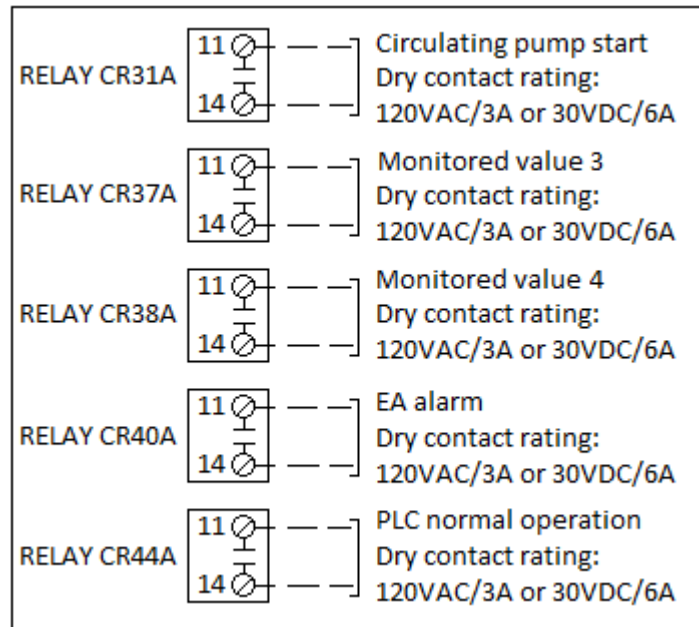 11 Circulating pump start
RELAY CR31A Dry contact rating:
14 120VAC/3A or 30VDC/6A
11 Monitored value 3
RELAY CR37A Dry contact rating:
14 120VAC/3A or 30VDC/6A
11 Monitored value 4
RELAY CR38A Dry contact rating:
14 120VAC/3A or 30VDC/6A
11 EA alarm
RELAY CR40A Dry contact rating:
14 120VAC/3A or 30VDC/6A
11 PLC normal operation
RELAY CR44A Dry contact rating:
14 120VAC/3A or 30VDC/6A